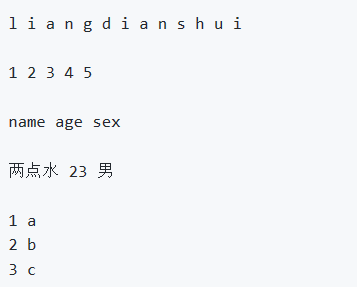 l i a n g d i a n s h u i
1 2 3 4 5
name age sex
两点水 23 男
1 a
2 b
3 c